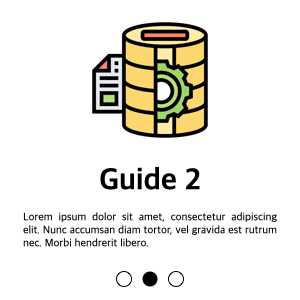 Guide 2
Lorem ipsum dolor sit amet, consectetur adipiscing
elit. Nunc accumsan diam tortor, vel gravida est rutrum
nec. Morbi hendrerit libero.